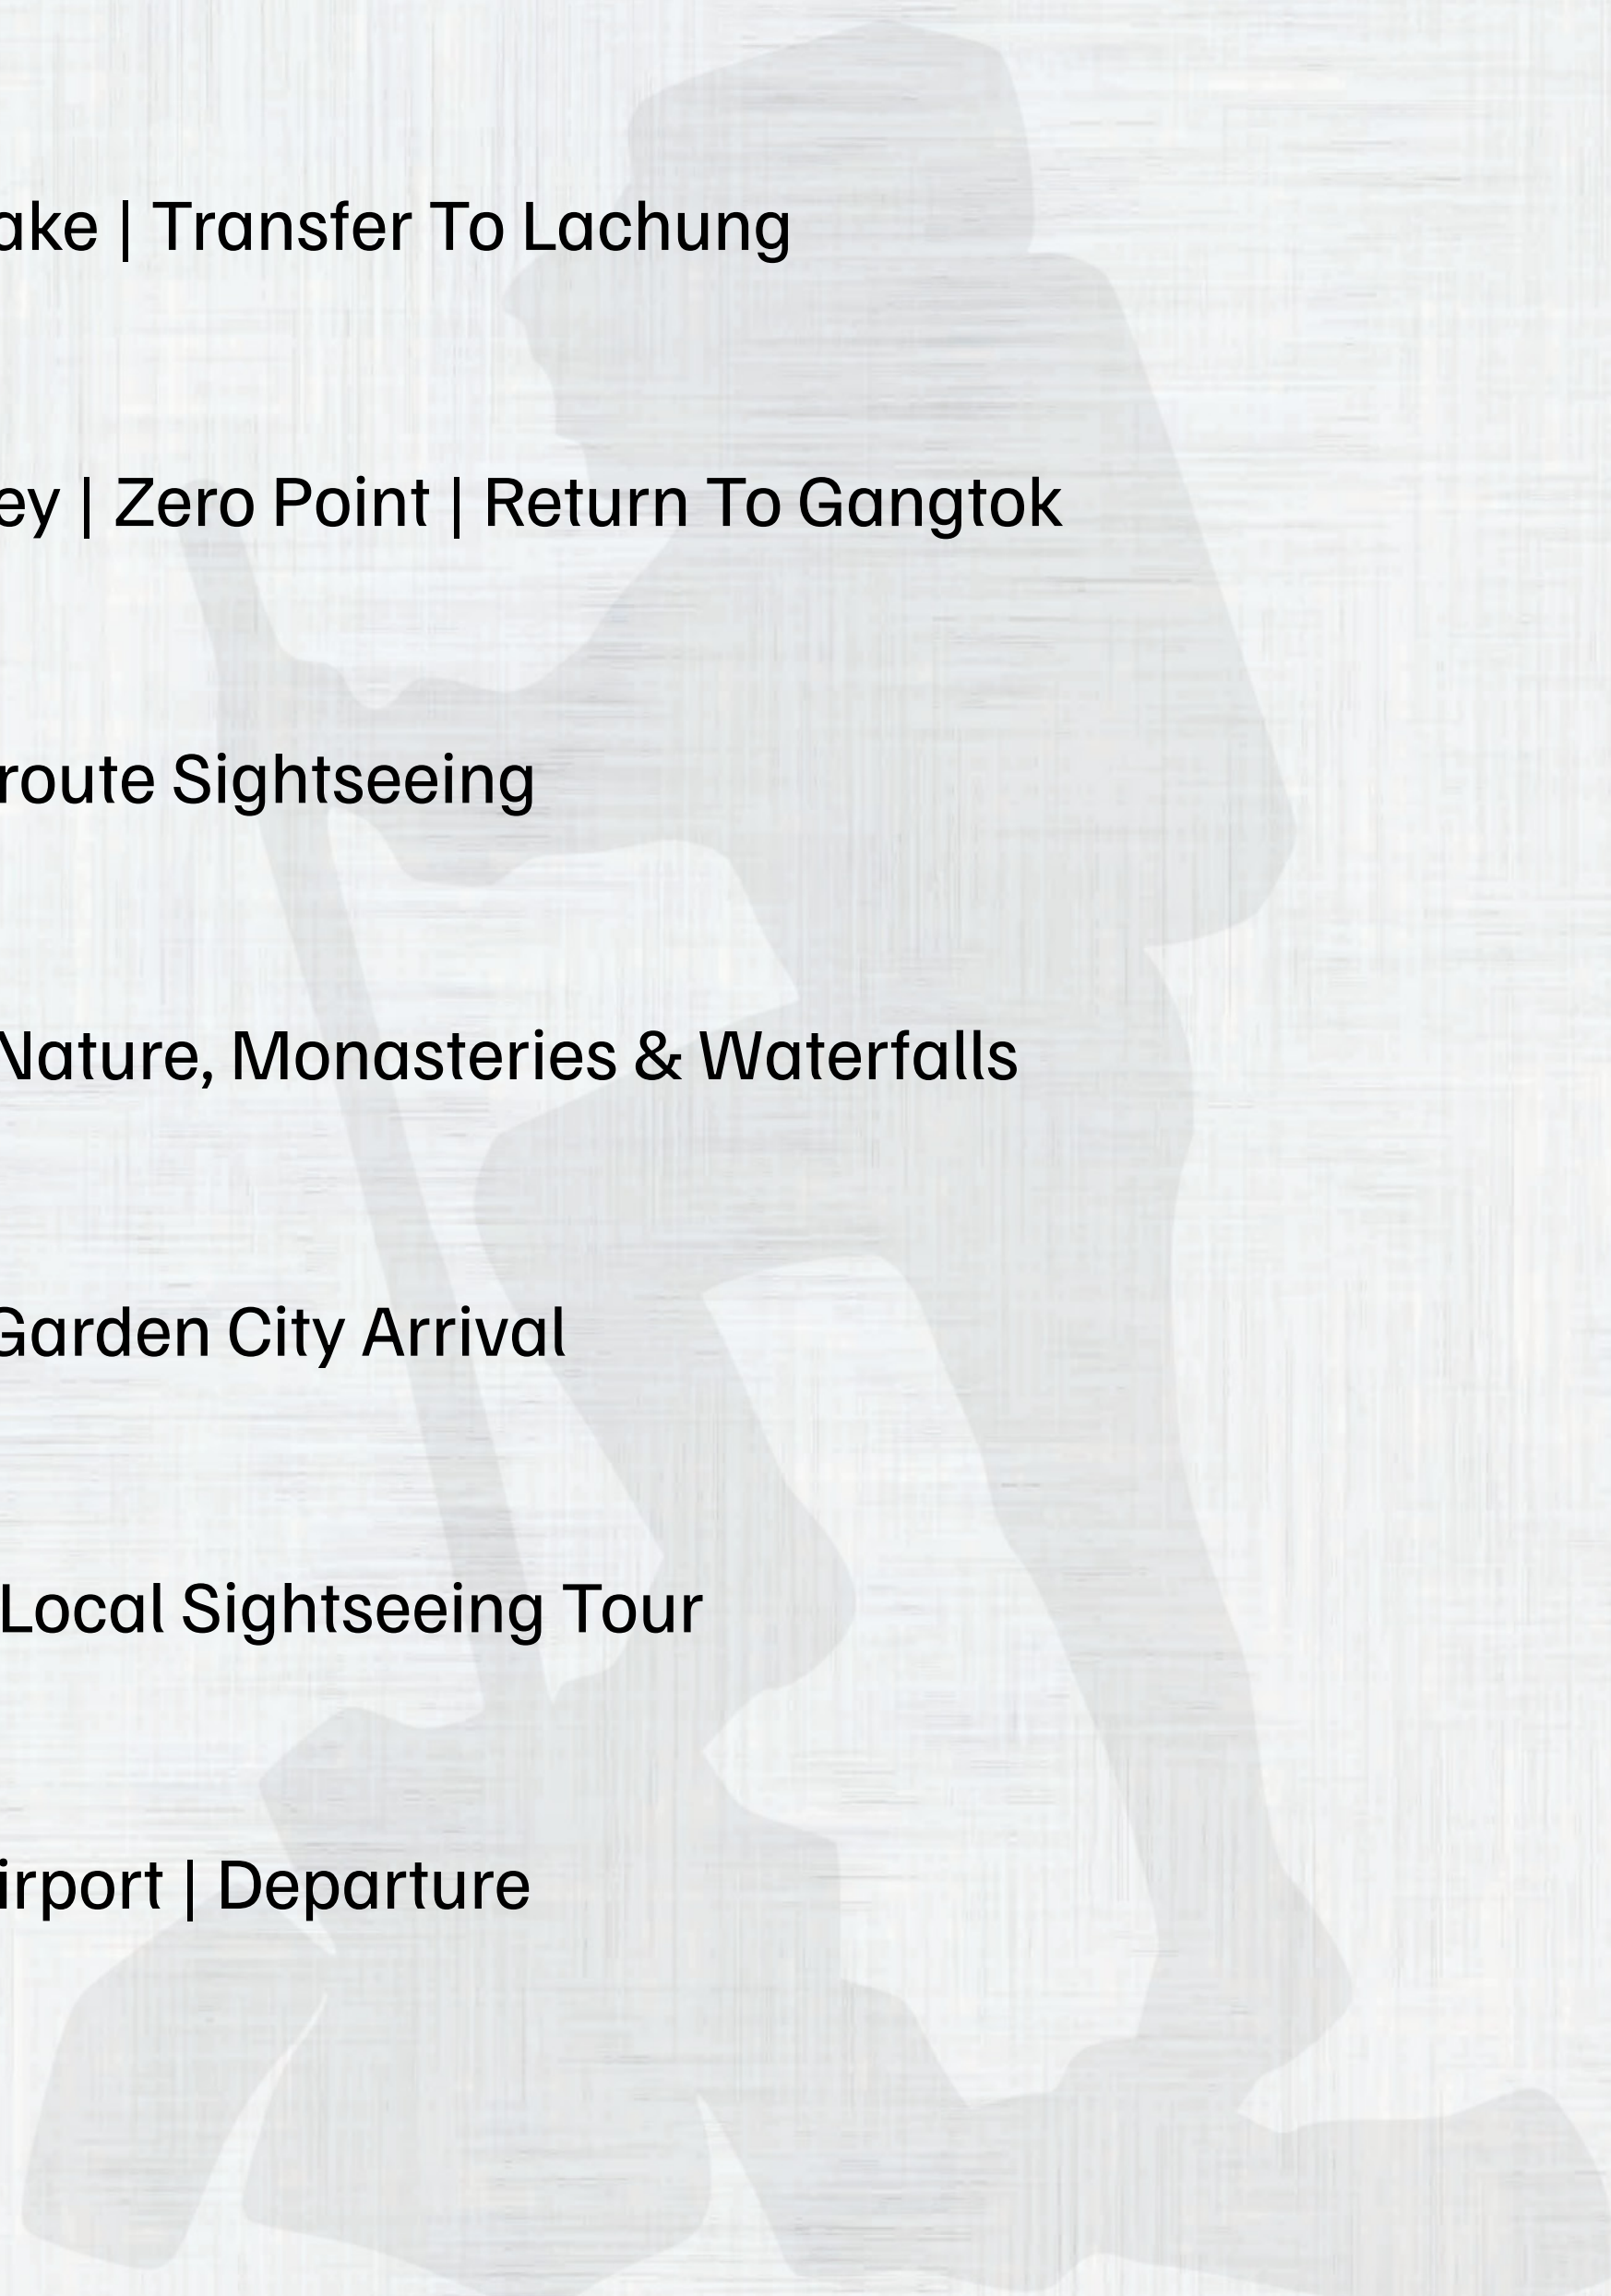 ake | Transfer To Lachung
ey | Zero Point | Return To Gangtok
route Sightseeing
Nature, Monasteries & Waterfalls
Garden City Arrival
Local Sightseeing Tour
irport | Departure